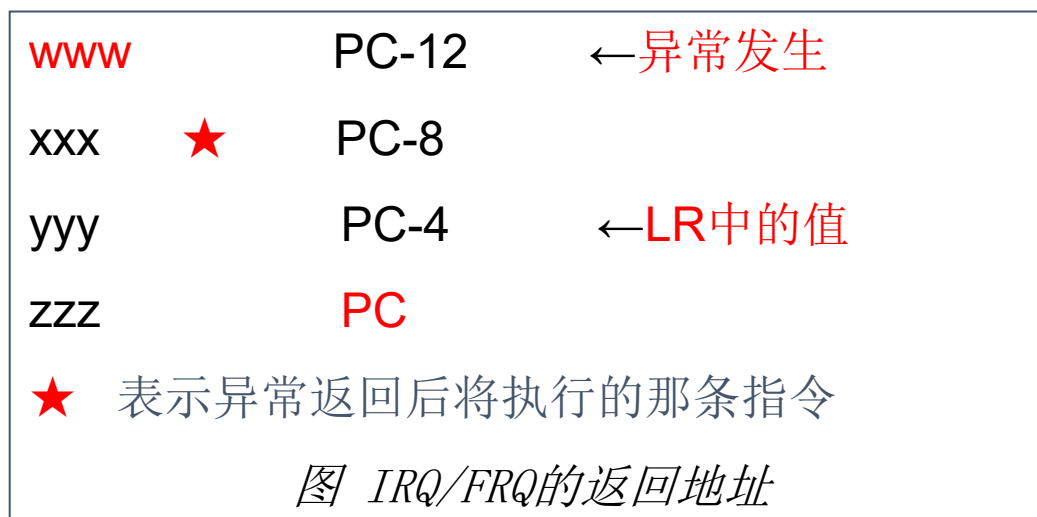 www PC-12 ←异常发生
xxx ★ PC-8
yyy PC-4 ←LR中的值
zzz PC
★ 表示异常返回后将执行的那条指令
图 IRQ/FRQ的返回地址